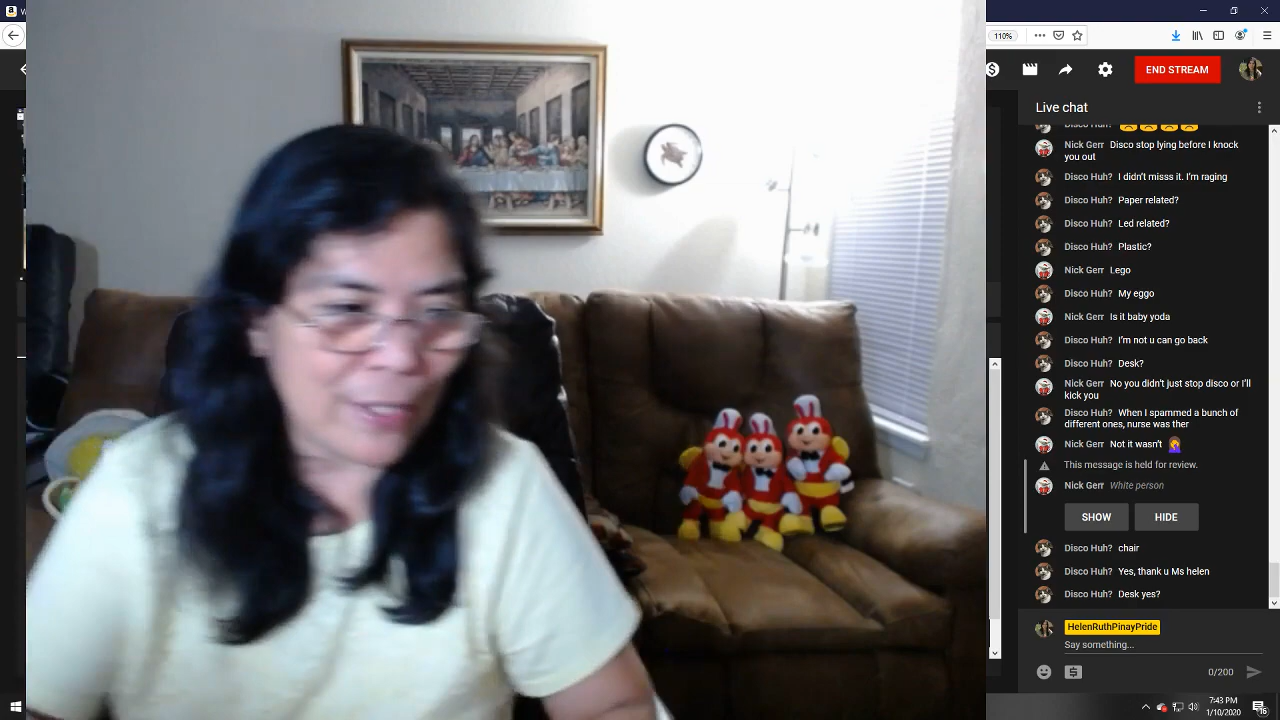 110%
END STREAM
Live chat
Disco Huh?
Nick Gerr Disco stop lying before I knock
you out
Disco Huh? I didn't misss it. I'm raging
Disco Huh? Paper related?
Disco Huh? Led related?
Disco Huh? Plastic?
Nick Gerr Lego
Disco Huh? My eggo
Nick Gerr Is it baby yoda
Disco Huh? I'm not u can go back
Disco Huh? Desk?
Nick Gerr No you didn't just stop disco or I'll
kick you
Disco Huh? When I spammed a bunch of
different ones, nurse was ther
Nick Gerr Not it wasn't 🤦‍♀️
This message is held for review.
Nick Gerr White person
SHOW HIDE
Disco Huh? chair
Disco Huh? Yes, thank u Ms helen
Disco Huh? Desk yes?
HelenRuthPinayPride
Say something...
0/200
7:43 PM
1/10/2020